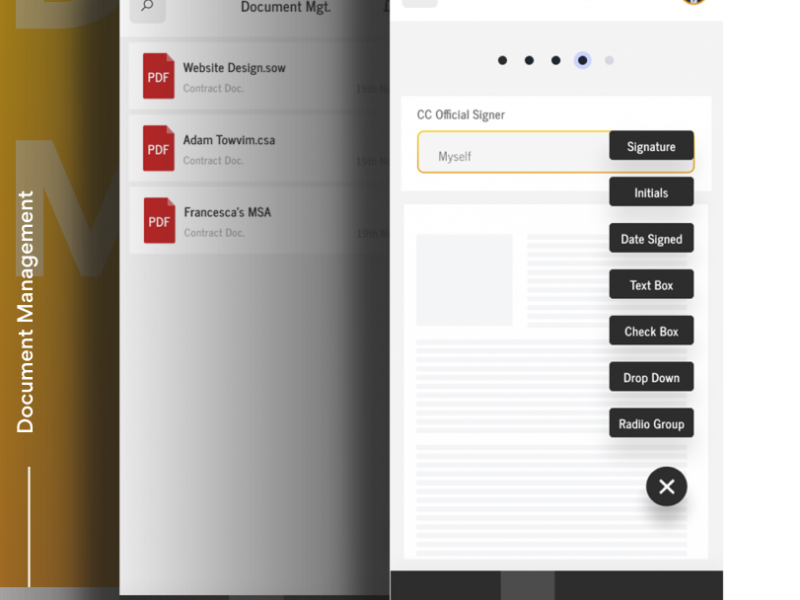 Document Management
Document Mgt.
PDF
Website Design.sow
Contract Doc.
PDF
Adam Towvim.csa
Contract Doc.
PDF
Francesca's MSA
Contract Doc.
19th
CC Official Signer
Myself
Signature
Initials
Date Signed
Text Box
Check Box
Drop Down
Radiio Group